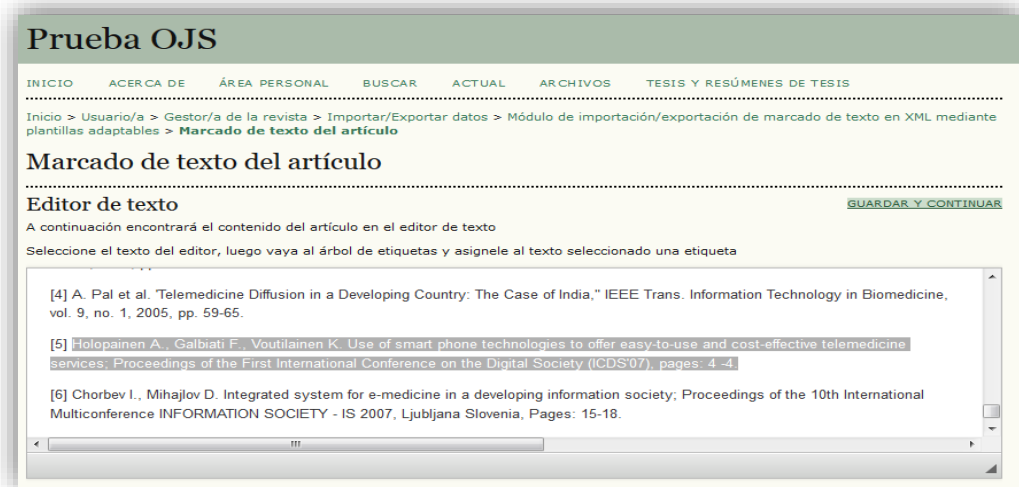 Prueba OJS
INICIO ACERCA DE ÁREA PERSONAL BUSCAR ACTUAL ARCHIVOS TESIS Y RESÚMENES DE TESIS
Inicio > Usuario/a > Gestor/a de la revista > Importar/Exportar datos > Módulo de importación/exportación de marcado de texto en XML mediante
plantillas adaptables > Marcado de texto del artículo
Marcado de texto del artículo
Editor de texto GUARDAR Y CONTINUAR
A continuación encontrará el contenido del artículo en el editor de texto
Seleccione el texto del editor, luego vaya al árbol de etiquetas y asignele al texto seleccionado una etiqueta
[4] A. Pal et al. 'Telemedicine Diffusion in a Developing Country: The Case of India," IEEE Trans. Information Technology in Biomedicine,
vol. 9, no. 1, 2005, pp. 59-65.
[5] Holopainen A., Galbiati F., Voutilainen K. Use of smart phone technologies to offer easy-to-use and cost-effective telemedicine
services; Proceedings of the First International Conference on the Digital Society (ICDS'07), pages: 4 -4.
[6] Chorbev I., Mihajlov D. Integrated system for e-medicine in a developing information society; Proceedings of the 10th International
Multiconference INFORMATION SOCIETY - IS 2007, Ljubljana Slovenia, Pages: 15-18.